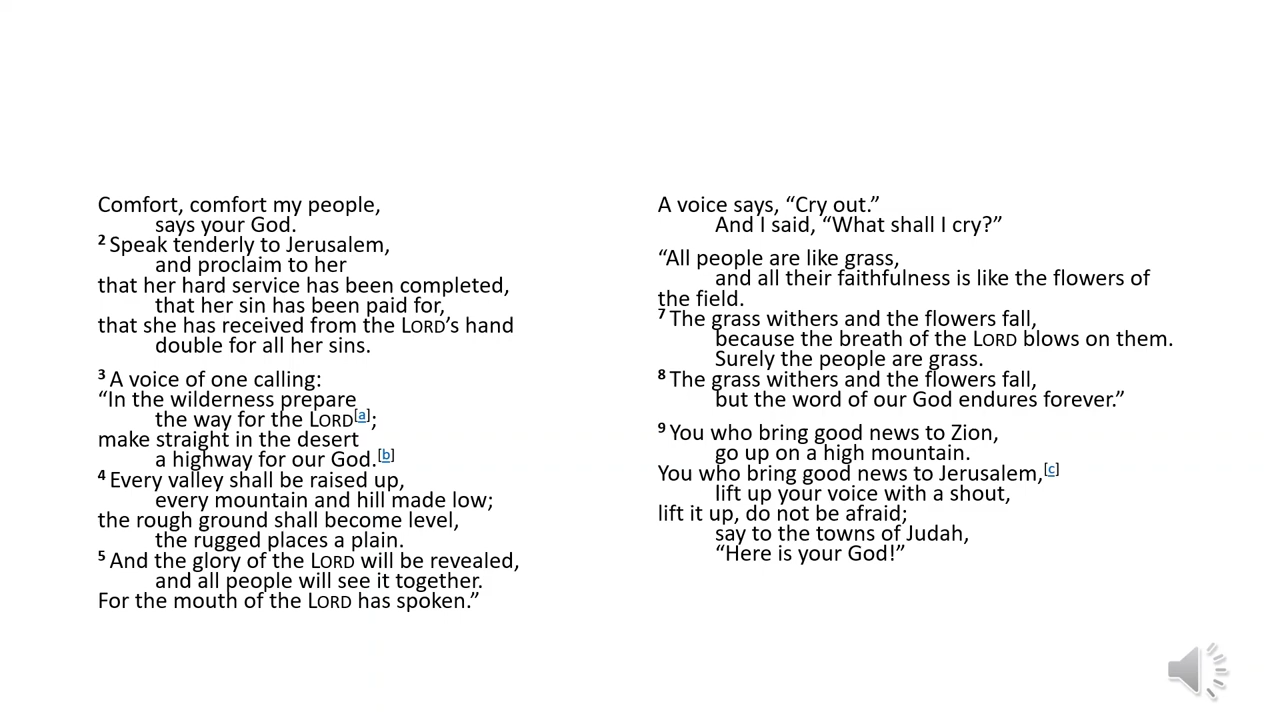 Comfort, comfort my people,
says your God.
2 Speak tenderly to Jerusalem,
and proclaim to her
that her hard service has been completed,
that her sin has been paid for,
that she has received from the LORD’s hand
double for all her sins.
3 A voice of one calling:
“In the wilderness prepare
the way for the LORD[a];
make straight in the desert
a highway for our God.[b]
4 Every valley shall be raised up,
every mountain and hill made low;
the rough ground shall become level,
the rugged places a plain.
5 And the glory of the LORD will be revealed,
and all people will see it together.
For the mouth of the LORD has spoken.”
A voice says, “Cry out.”
And I said, “What shall I cry?”
“All people are like grass,
and all their faithfulness is like the flowers of
the field.
7 The grass withers and the flowers fall,
because the breath of the LORD blows on them.
Surely the people are grass.
8 The grass withers and the flowers fall,
but the word of our God endures forever.”
9 You who bring good news to Zion,
go up on a high mountain.
You who bring good news to Jerusalem,[c]
lift up your voice with a shout,
lift it up, do not be afraid;
say to the towns of Judah,
“Here is your God!”